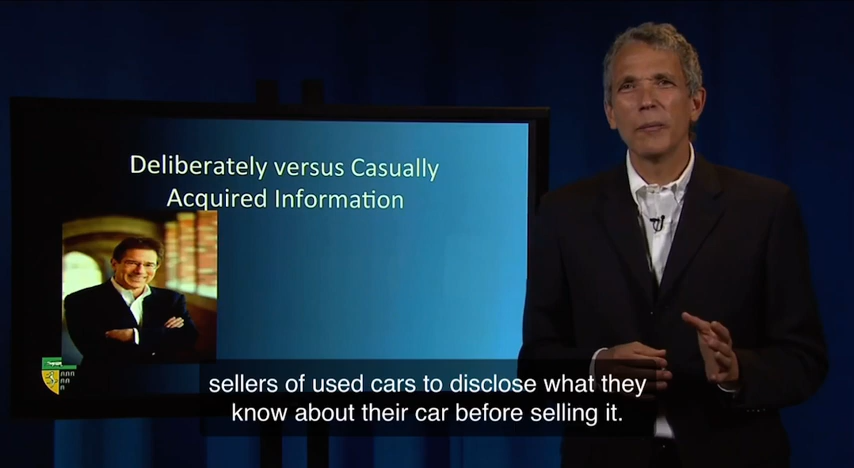 Deliberately versus Casually
Acquired Information
sellers of used cars to disclose what they
know about their car before selling it.